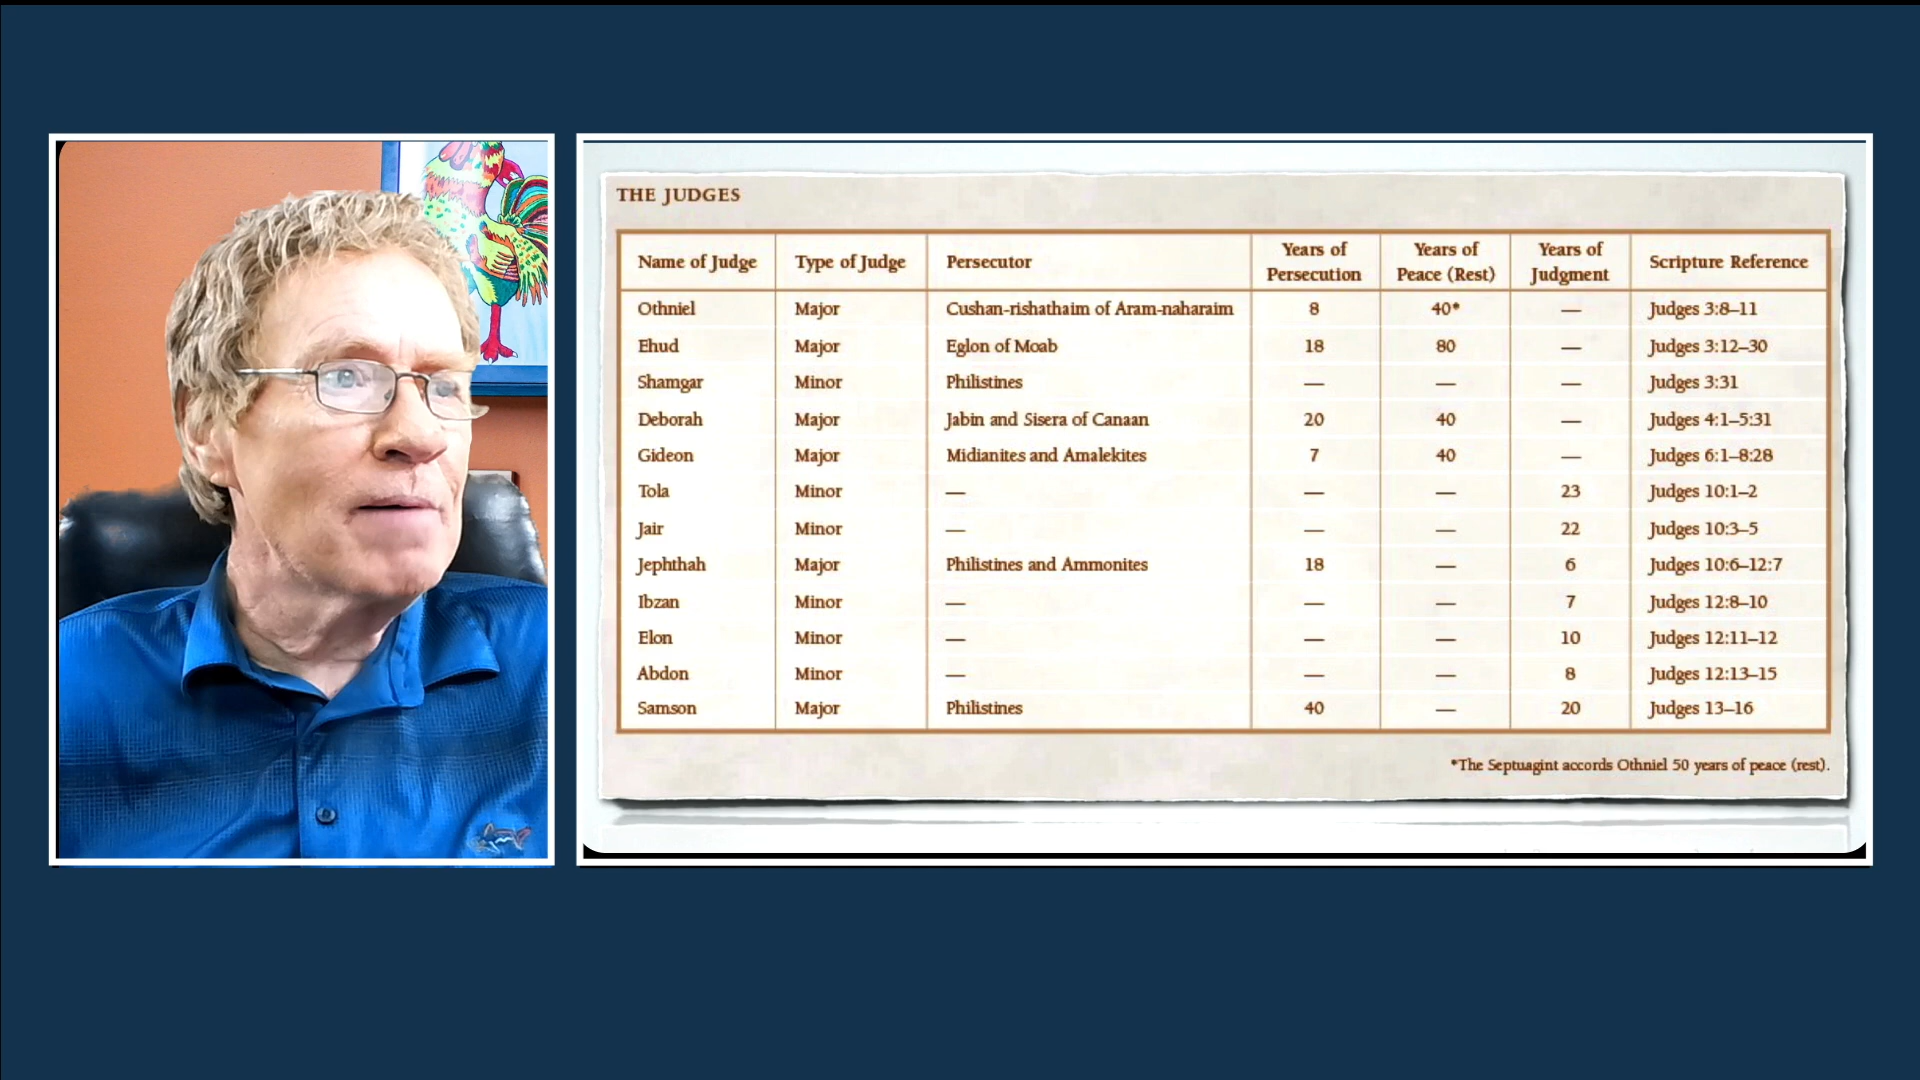 THE JUDGES
Name of Judge Type of Judge Persecutor Years of Persecution Years of Peace (Rest) Years of Judgment Scripture Reference
Othniel Major Cushan-rishathaim of Aram-naharaim 8 40* — Judges 3:8–11
Ehud Major Eglon of Moab 18 80 — Judges 3:12–30
Shamgar Minor Philistines — — — Judges 3:31
Deborah Major Jabin and Sisera of Canaan 20 40 — Judges 4:1–5:31
Gideon Major Midianites and Amalekites 7 40 — Judges 6:1–8:28
Tola Minor — — — 23 Judges 10:1–2
Jair Minor — — — 22 Judges 10:3–5
Jephthah Major Philistines and Ammonites 18 — 6 Judges 10:6–12:7
Ibzan Minor — — — 7 Judges 12:8–10
Elon Minor — — — 10 Judges 12:11–12
Abdon Minor — — — 8 Judges 12:13–15
Samson Major Philistines 40 — 20 Judges 13–16
*The Septuagint accords Othniel 50 years of peace (rest).